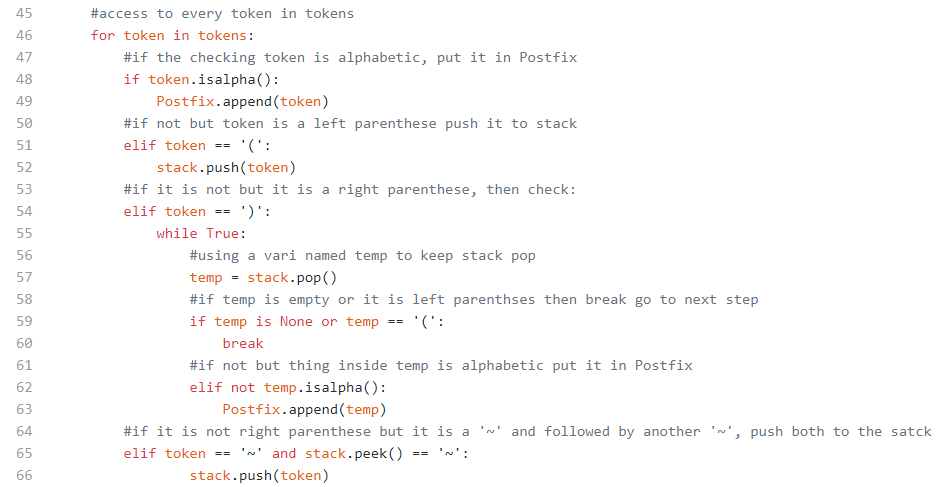 45 #access to every token in tokens
46 for token in tokens:
47 #if the checking token is alphabetic, put it in Postfix
48 if token.isalpha():
49 Postfix.append(token)
50 #if not but token is a left parenthese push it to stack
51 elif token == '(':
52 stack.push(token)
53 #if it is not but it is a right parenthese, then check:
54 elif token == ')':
55 while True:
56 #using a vari named temp to keep stack pop
57 temp = stack.pop()
58 #if temp is empty or it is left parenthses then break go to next step
59 if temp is None or temp == '(':
60 break
61 #if not but thing inside temp is alphabetic put it in Postfix
62 elif not temp.isalpha():
63 Postfix.append(temp)
64 #if it is not right parenthese but it is a '~' and followed by another '~', push both to the satck
65 elif token == '~' and stack.peek() == '~':
66 stack.push(token)